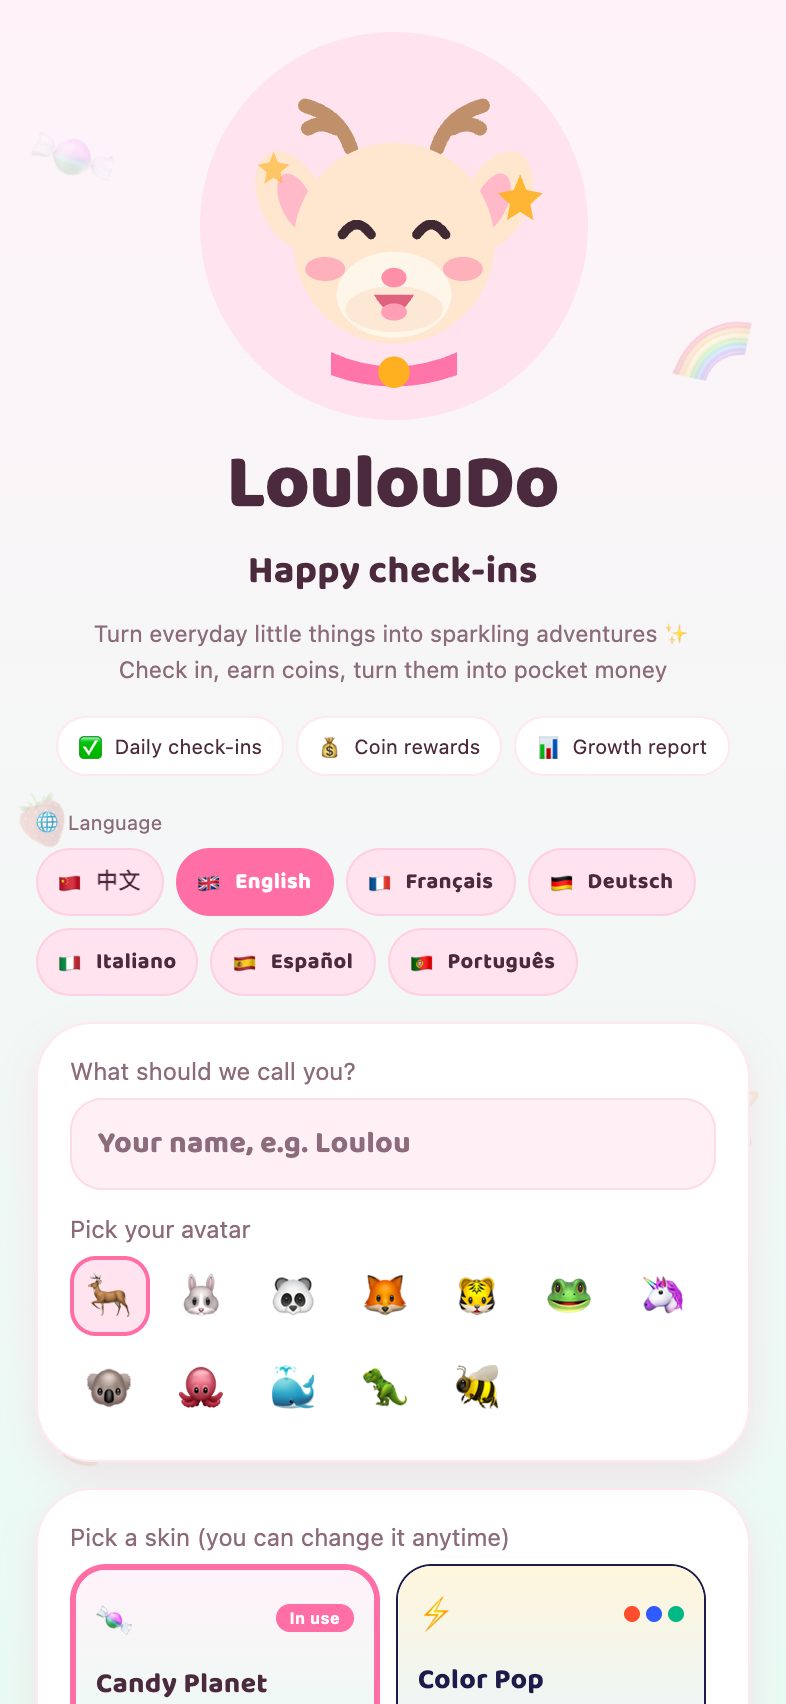 LoulouDo
Happy check-ins
Turn everyday little things into sparkling adventures ✨
Check in, earn coins, turn them into pocket money
Daily check-ins
Coin rewards
Growth report
Language
中文
English
Français
Deutsch
Italiano
Español
Português
What should we call you?
Your name, e.g. Loulou
Pick your avatar
Pick a skin (you can change it anytime)
In use
Candy Planet
Color Pop